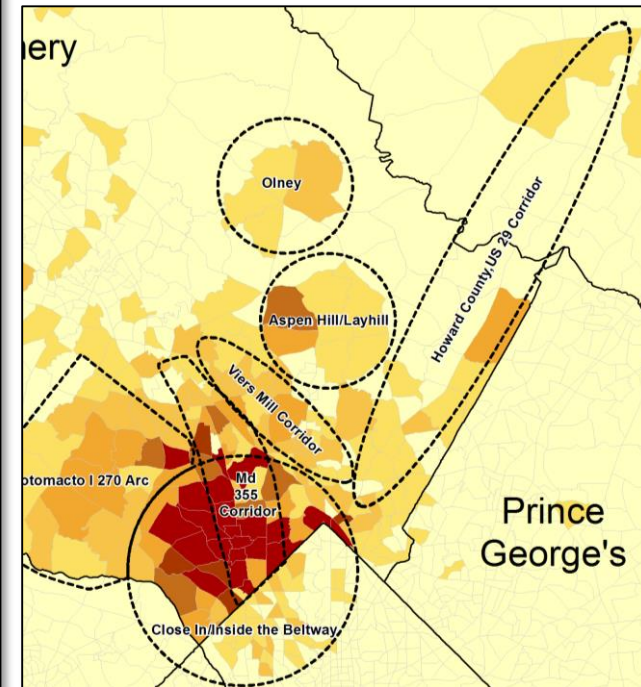 nery
Olney
Aspen Hill/Layhill
Howard County,US 29 Corridor
Viers Mill Corridor
otomacto I 270 Arc
Md
355
Corridor
Prince
George's
Close In/Inside the Beltway